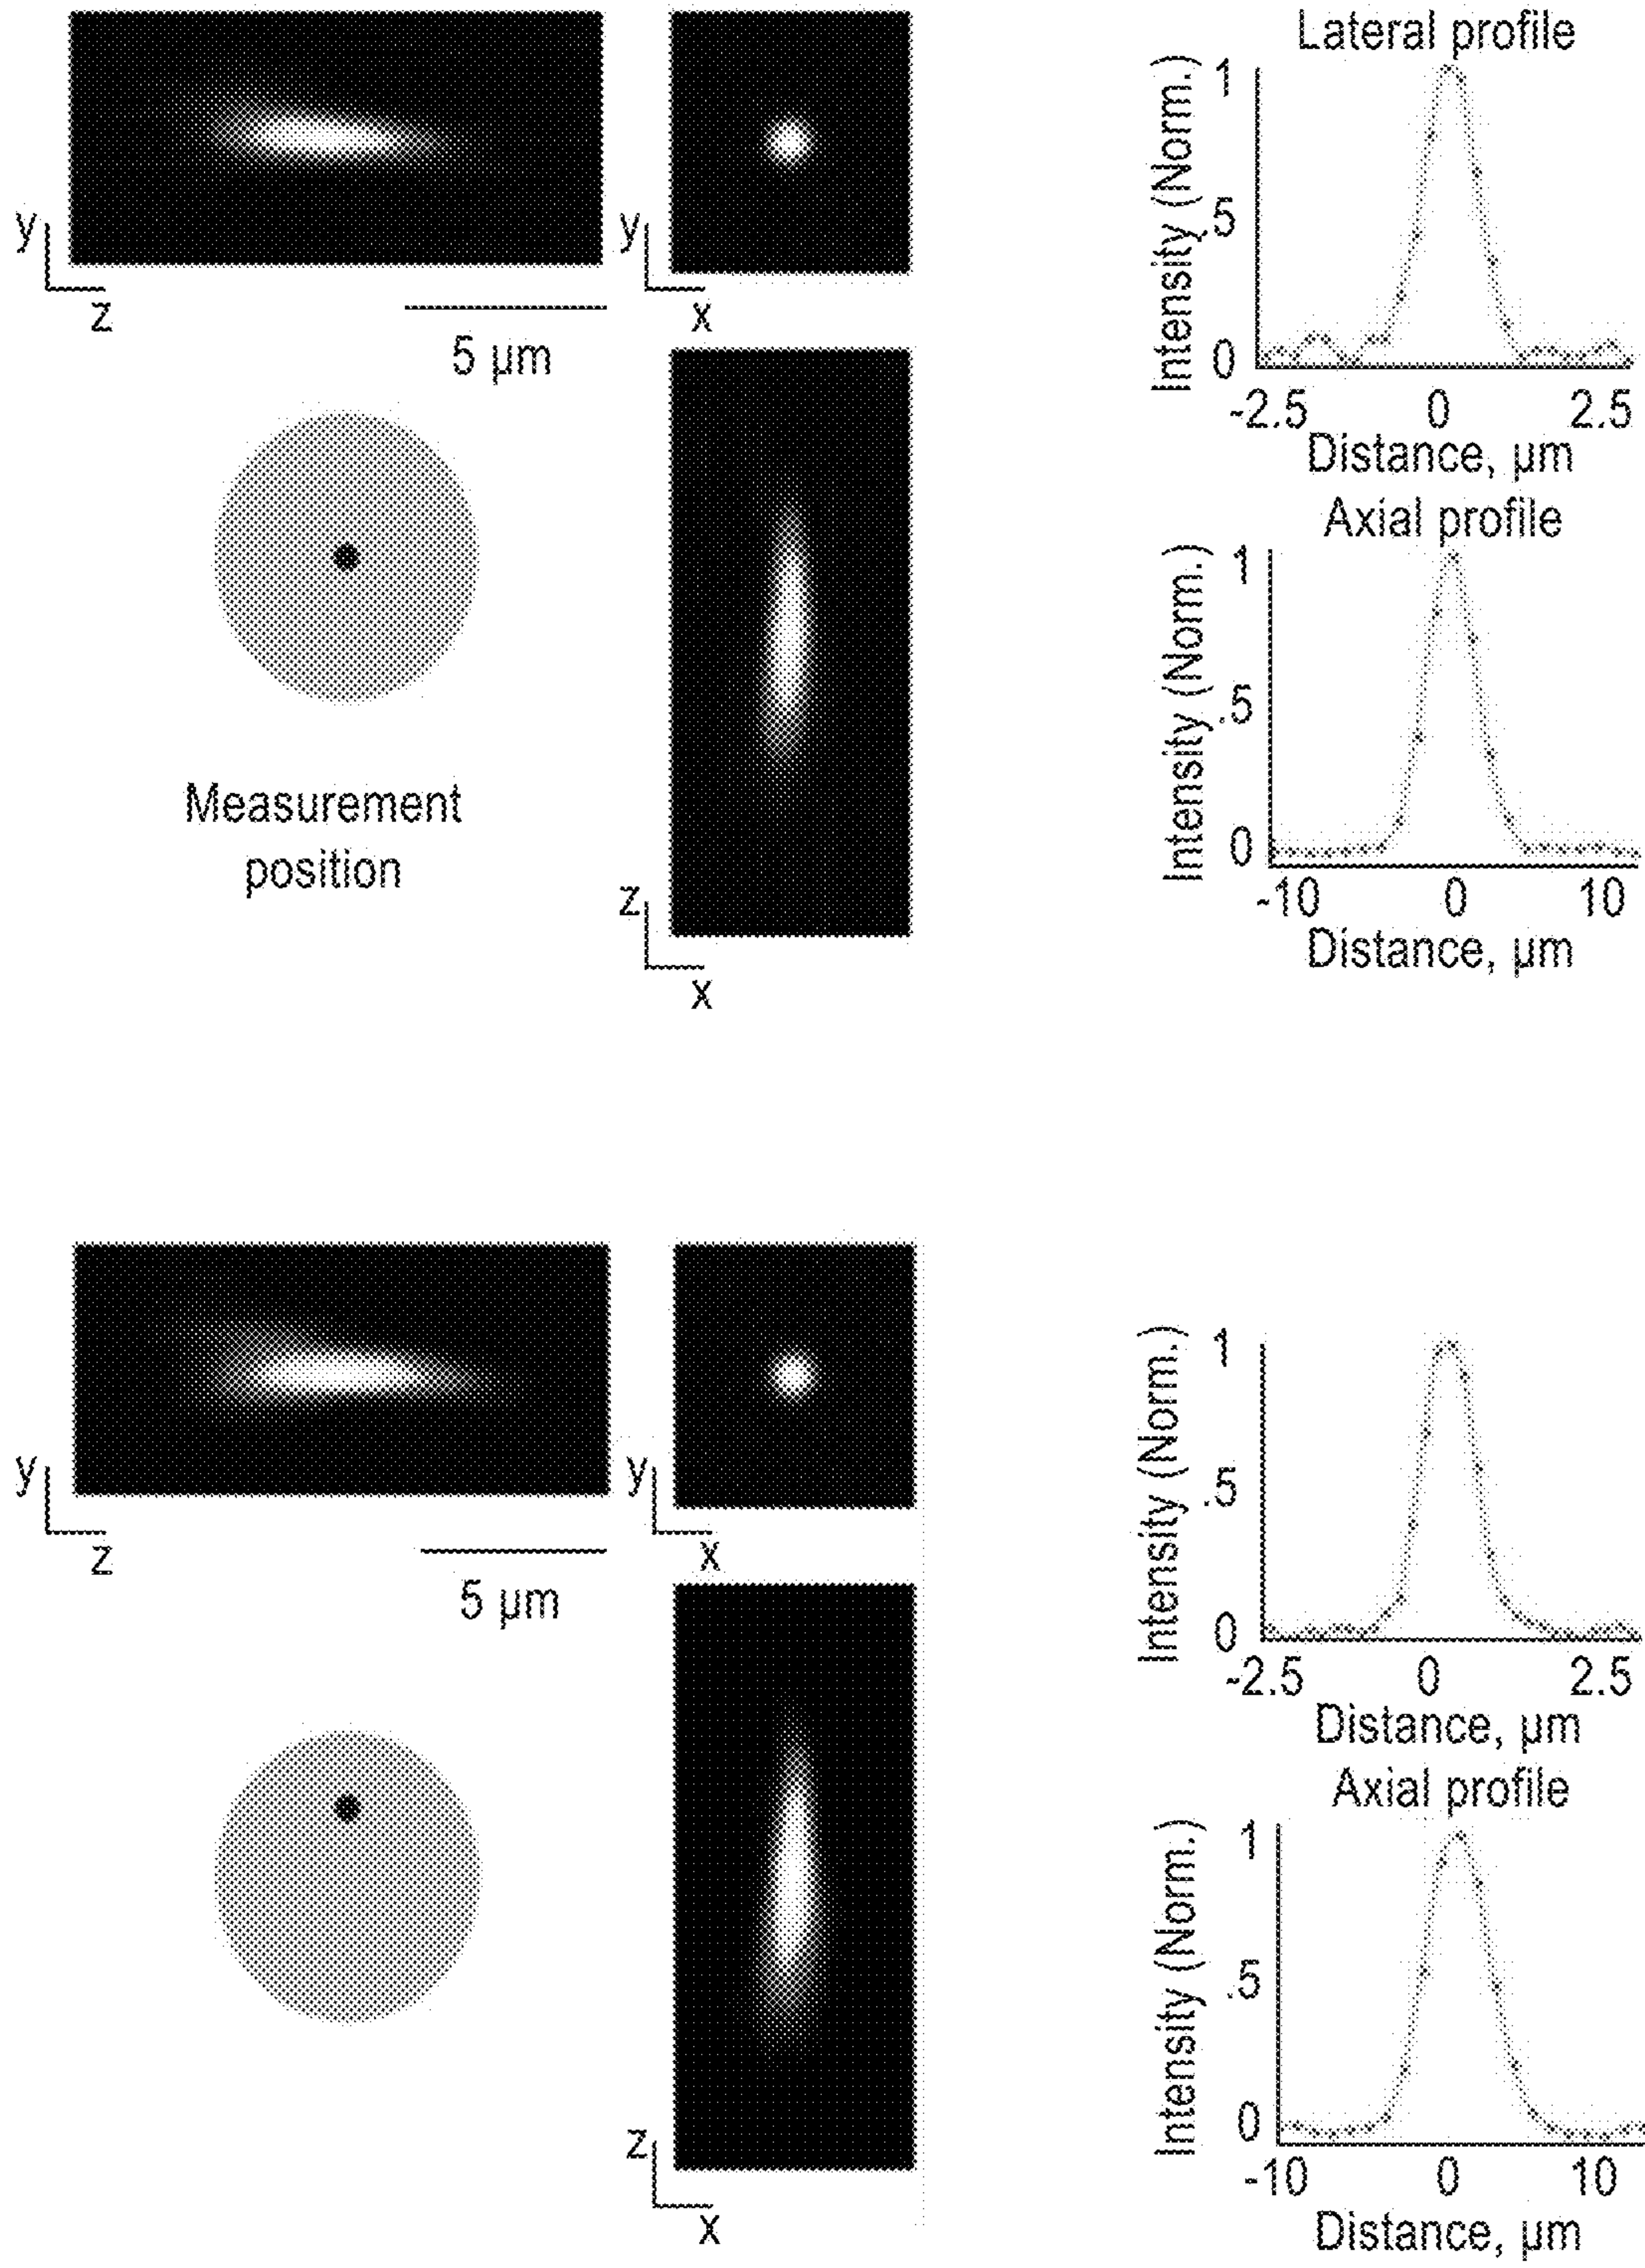 y
z
5 µm
y
x
Measurement
position
z
x
Lateral profile
Intensity (Norm.)
1
.5
0
-2.5 0 2.5
Distance, µm
Axial profile
Intensity (Norm.)
1
.5
0
-10 0 10
Distance, µm
y
z
5 µm
y
x
z
x
Intensity (Norm.)
1
.5
0
-2.5 0 2.5
Distance, µm
Axial profile
Intensity (Norm.)
1
.5
0
-10 0 10
Distance, µm